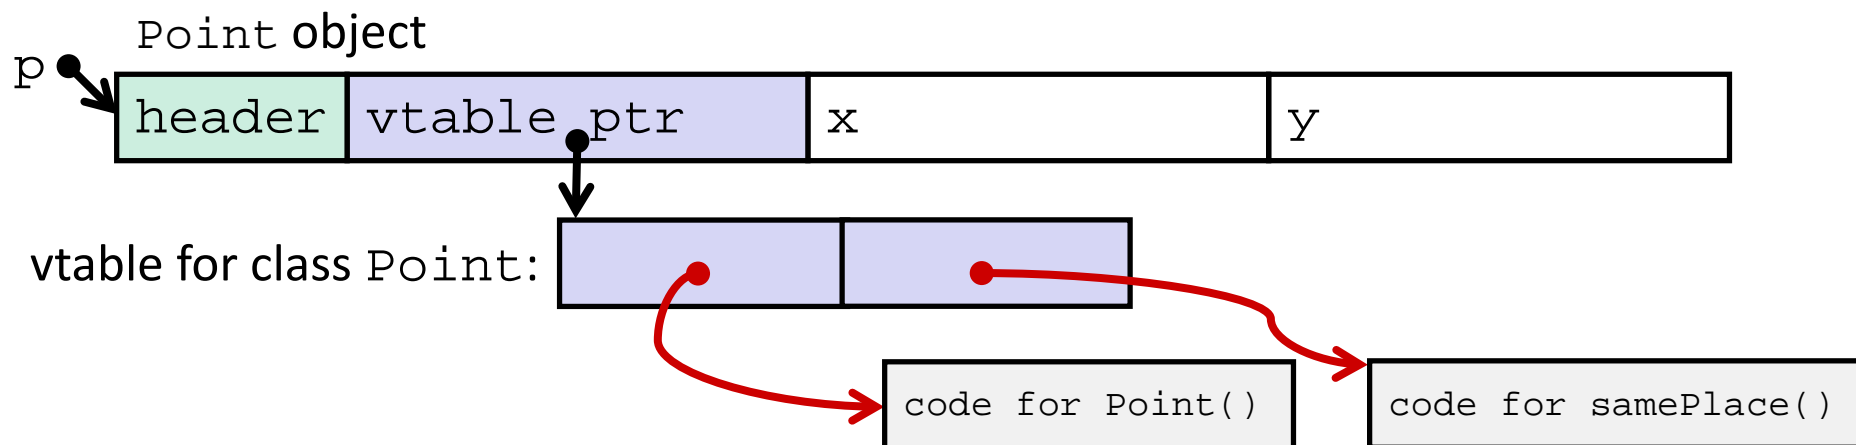 Point object
p
header vtable ptr x y
vtable for class Point:
code for Point() code for samePlace()